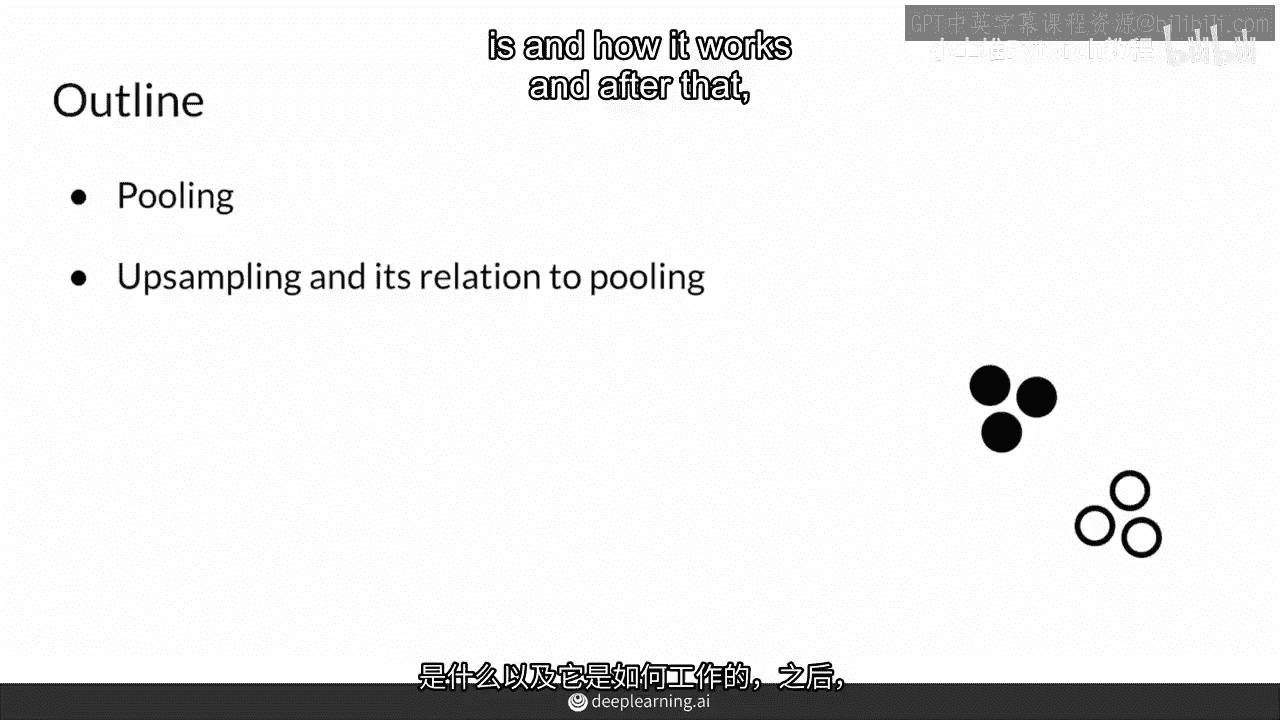 GPT中英字幕课程资源@bilibili.com
is and how it works
and after that,
Outline
Pooling
Upsampling and its relation to pooling
是什么以及它是如何工作的，之后，
deeplearning.ai